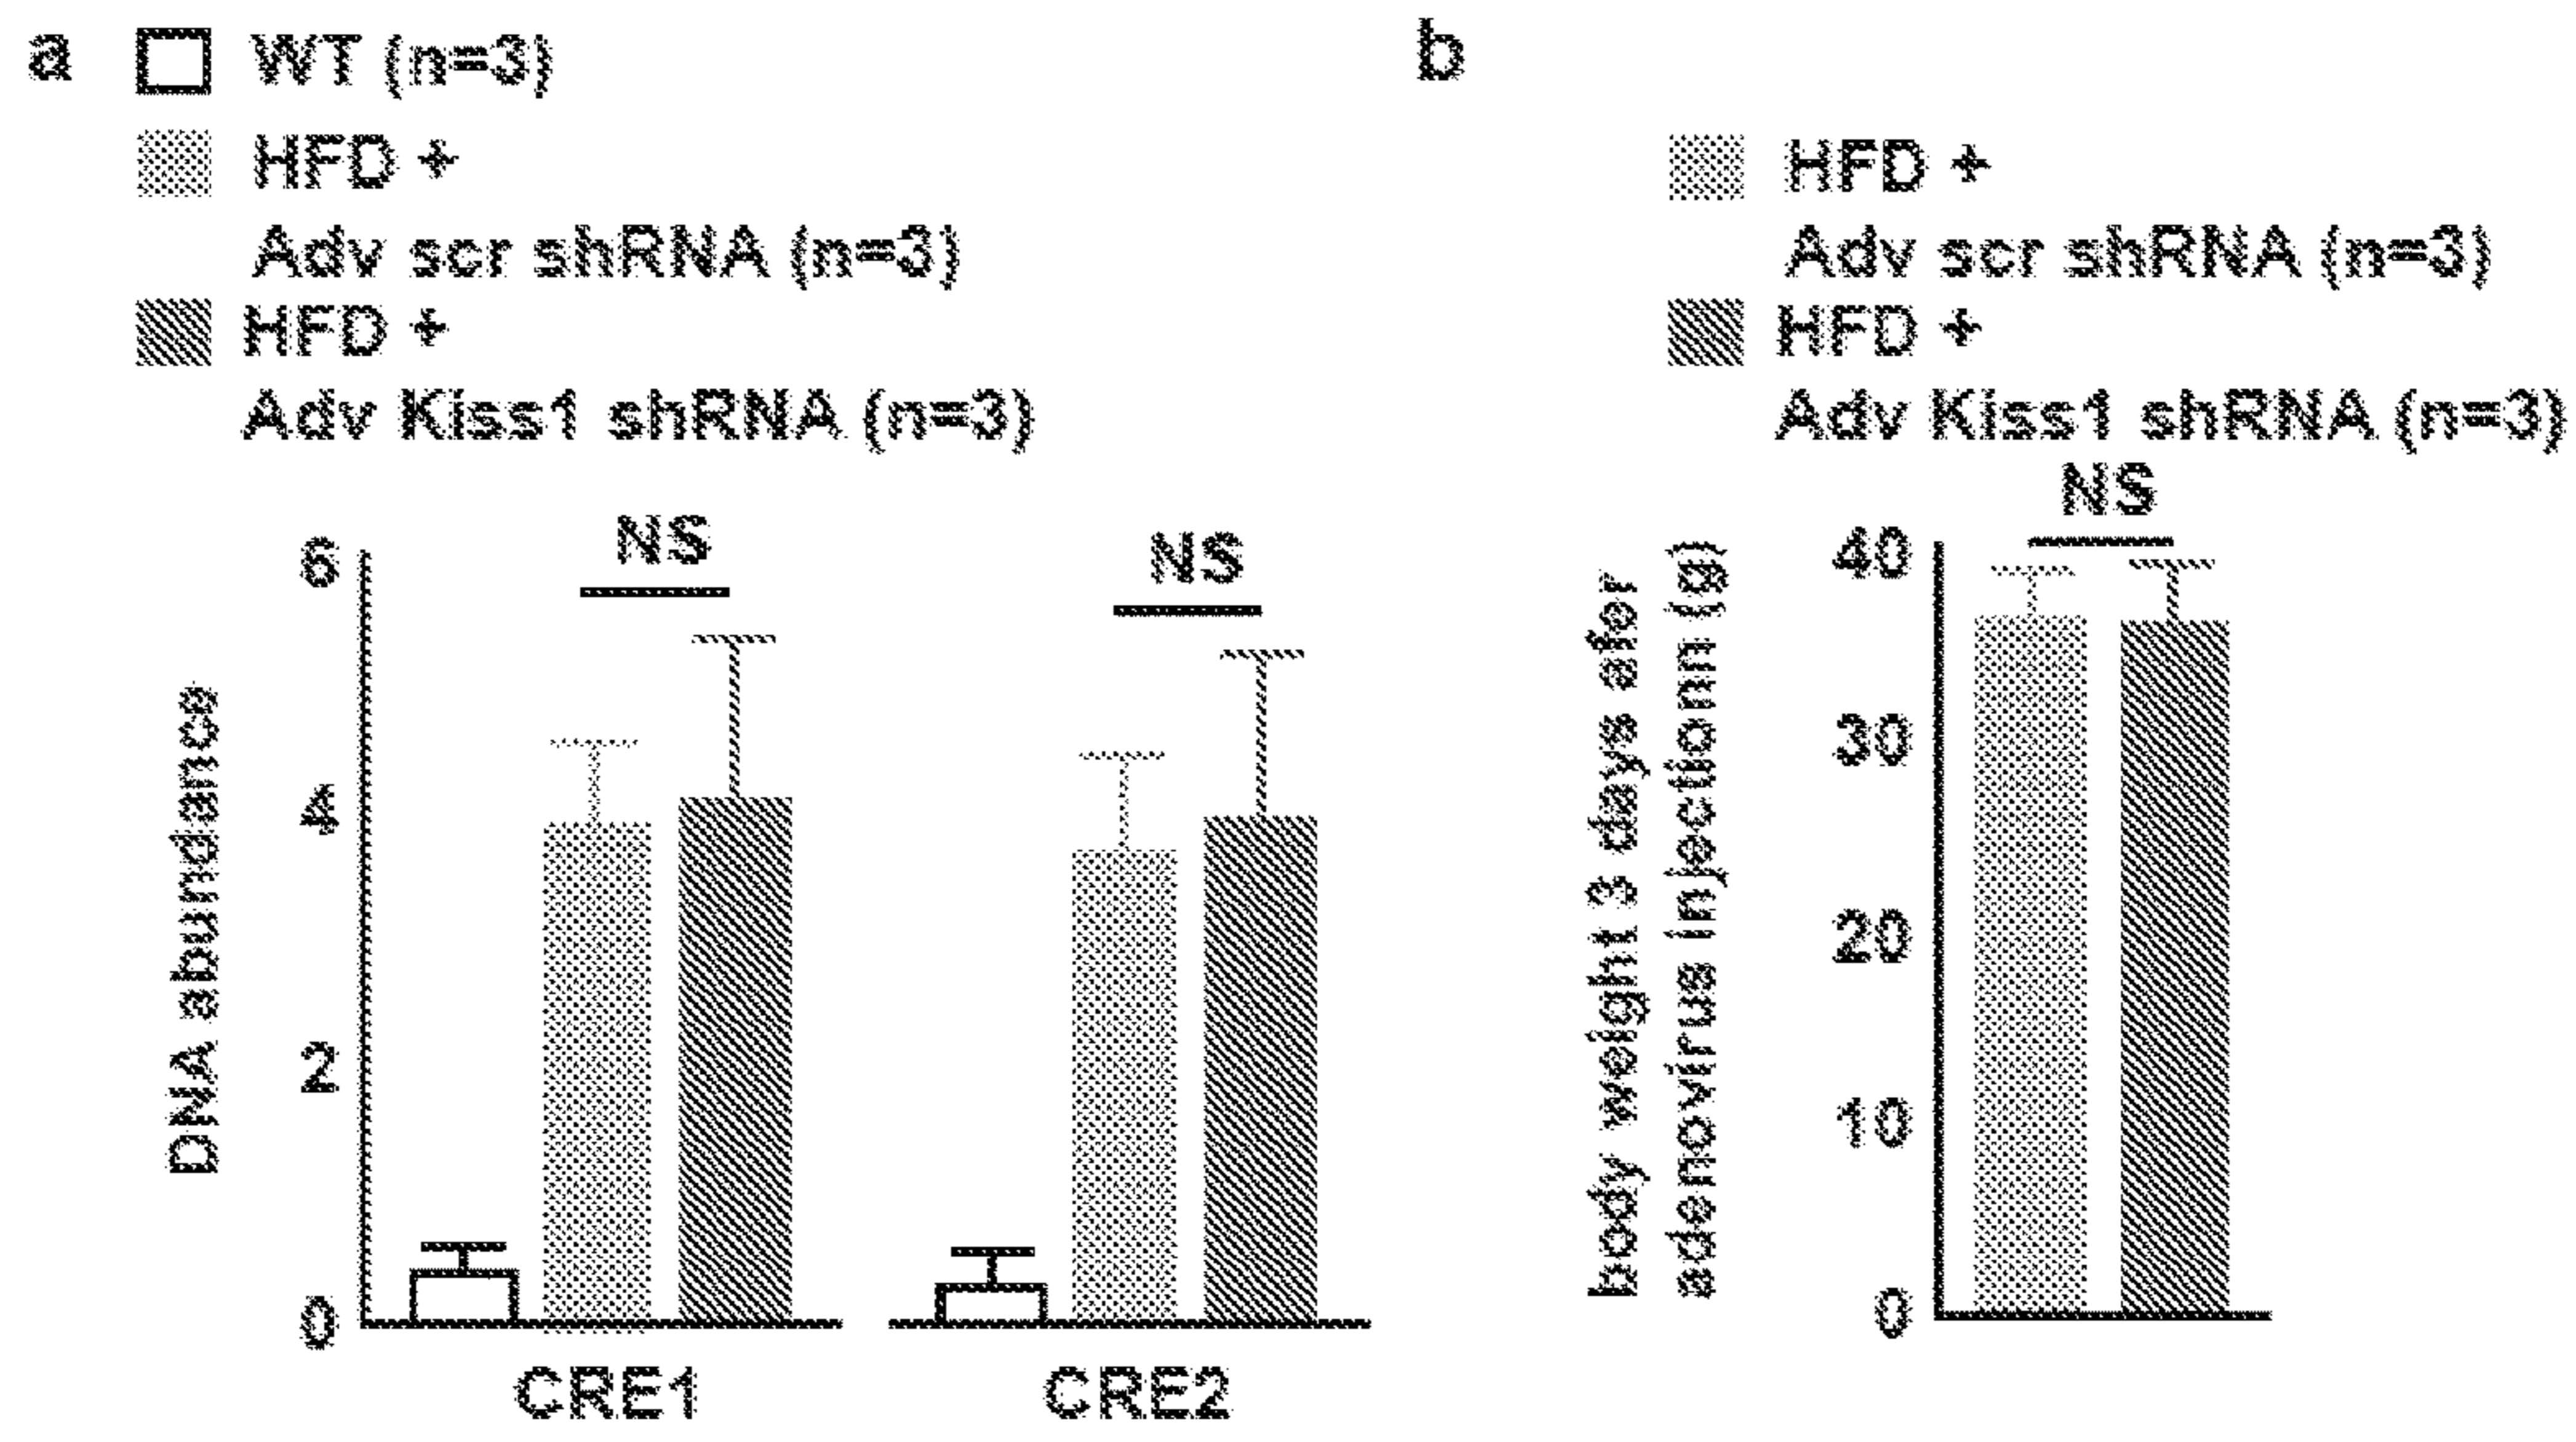 a
WT (n=3)
HFD +
Adv scr shRNA (n=3)
HFD +
Adv Kiss1 shRNA (n=3)
DNA abundance
6
4
2
0
NS
NS
CRE1
CRE2
b
HFD +
Adv scr shRNA (n=3)
HFD +
Adv Kiss1 shRNA (n=3)
body weight 3 days afer
adenovirus injectionn (g)
NS
40
30
20
10
0